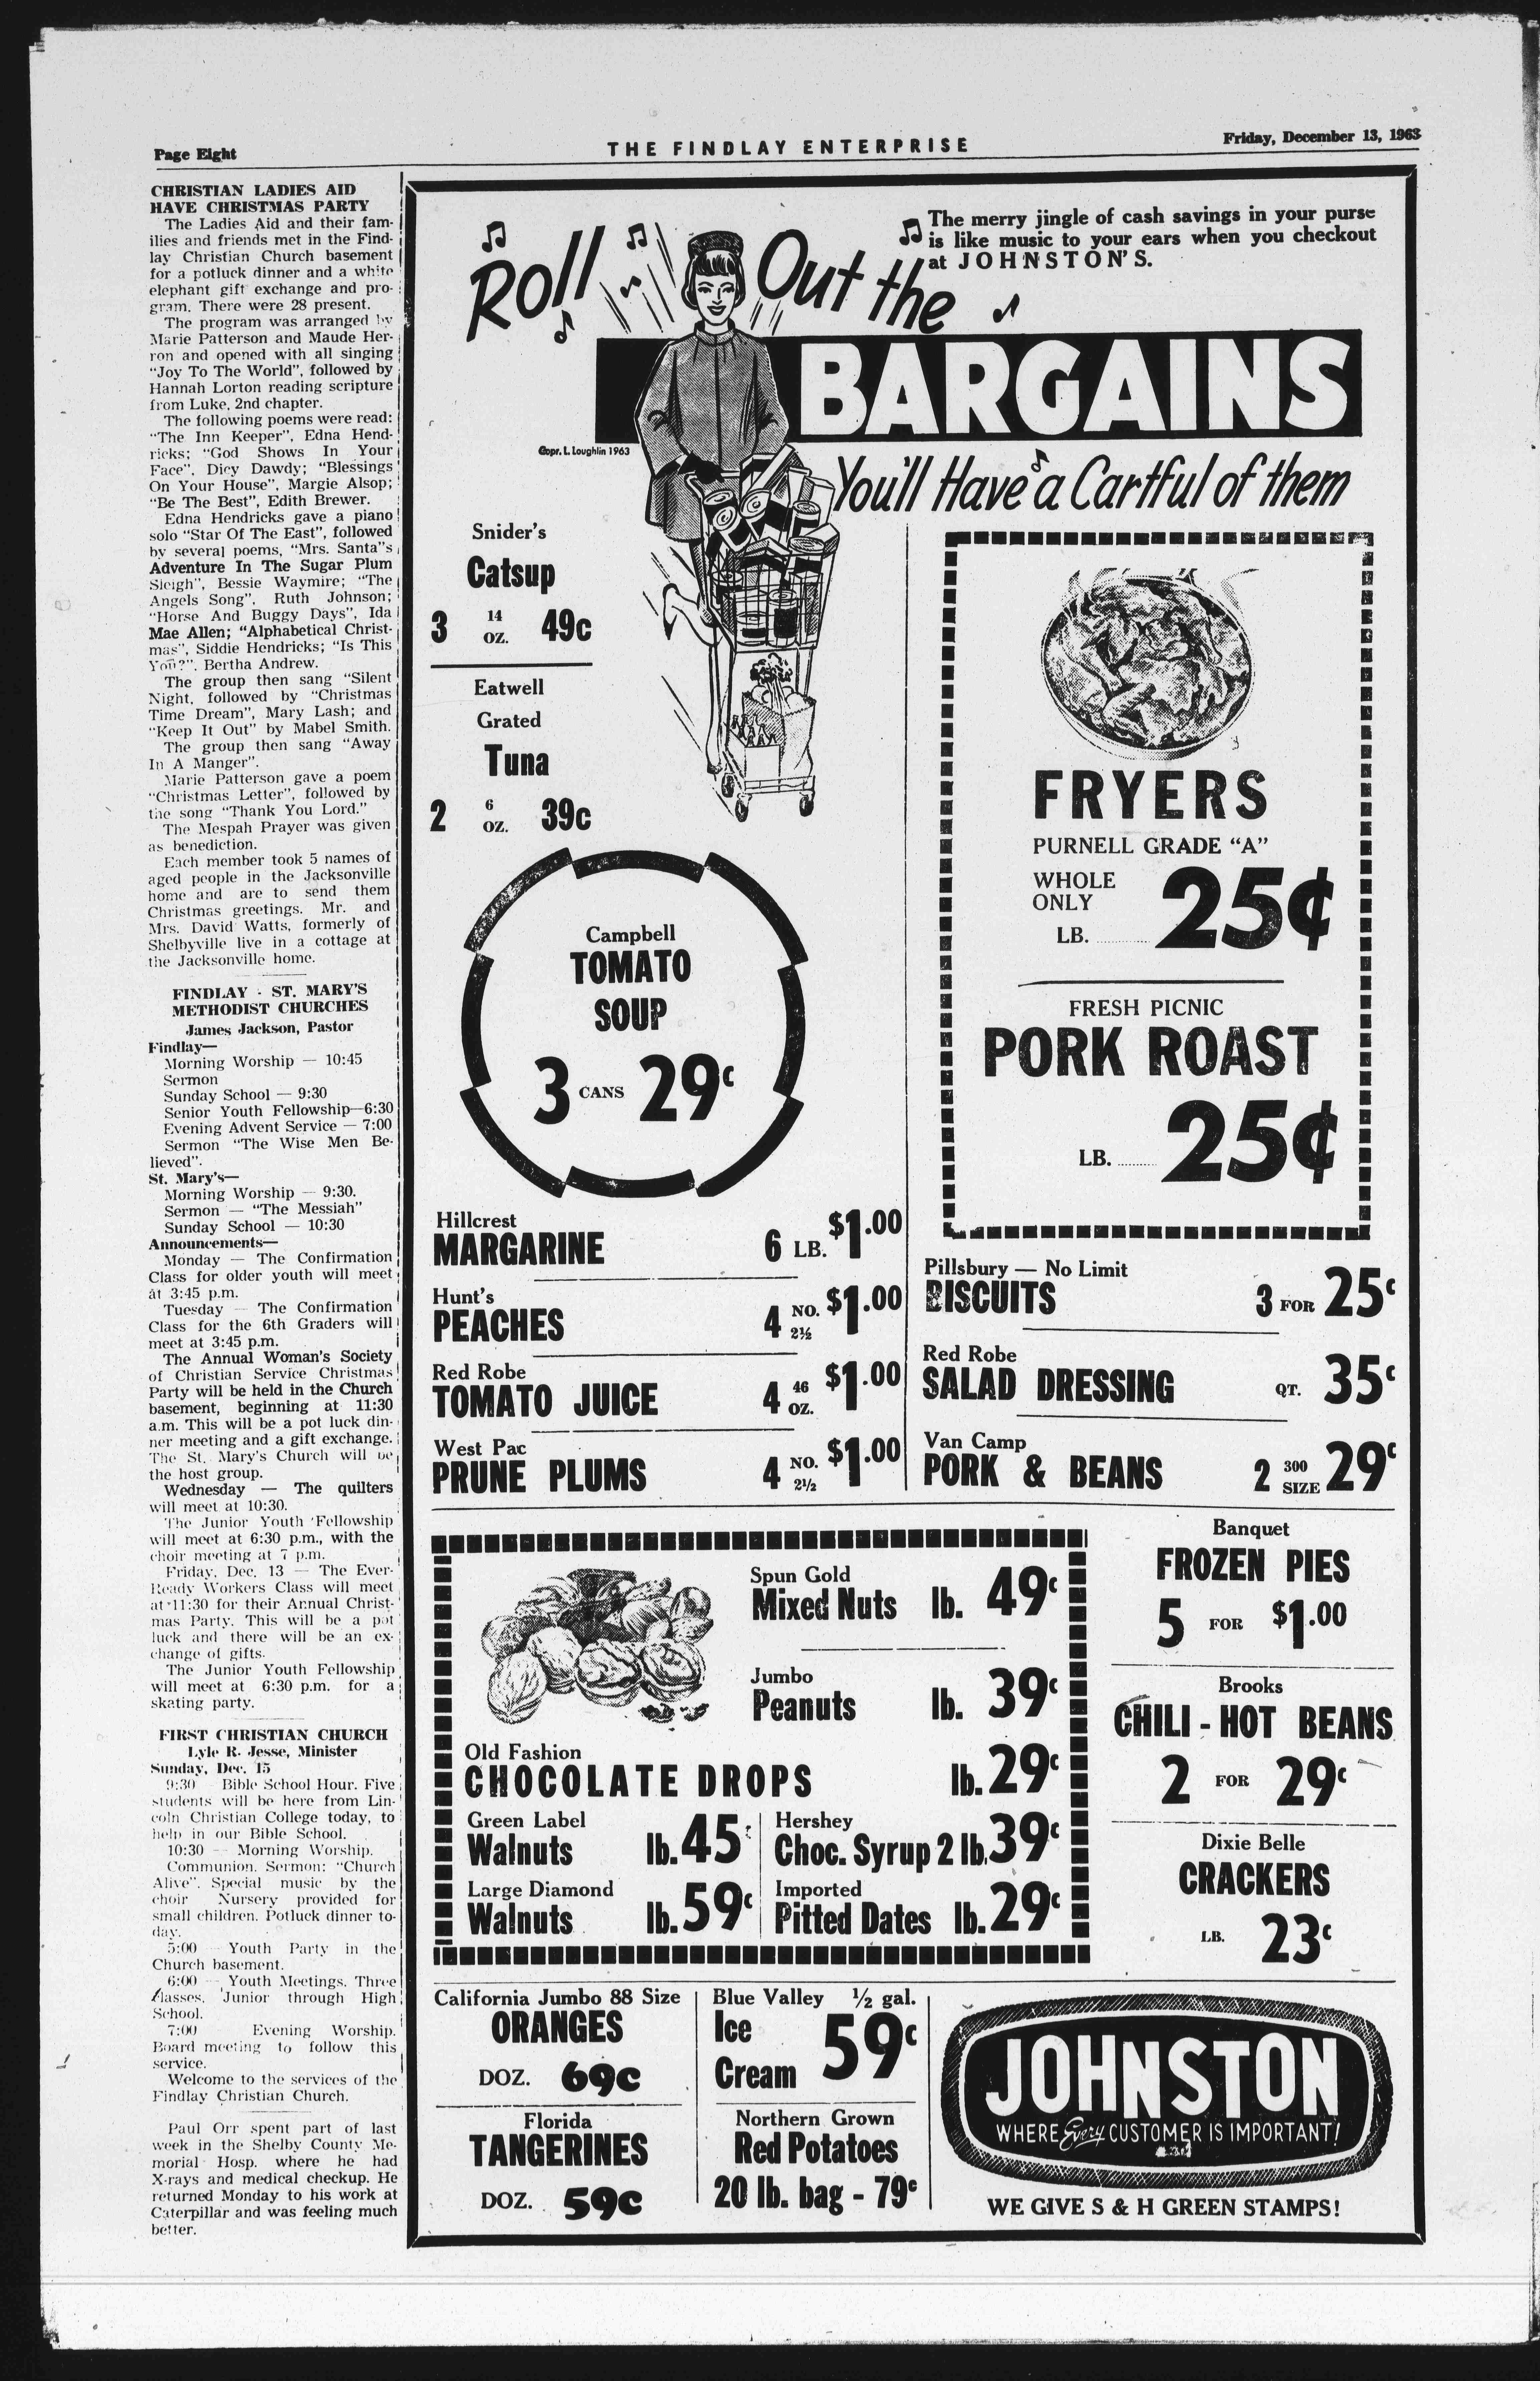 Page Eight
THE FINDLAY ENTERPRISE
Friday, December 13, 1963
CHRISTIAN LADIES AID
HAVE CHRISTMAS PARTY
The Ladies Aid and their fam-
ilies and friends met in the Find-
lay Christian Church basement
for a potluck dinner and a white
elephant gift exchange and pro-
gram. There were 28 present.
The program was arranged by
Marie Patterson and Maude Her-
ron and opened with all singing
"Joy To The World", followed by
Hannah Lorton reading scripture
from Luke, 2nd chapter.
The following poems were read:
"The Inn Keeper", Edna Hend-
ricks; "God Shows In Your
Face", Dicy Dawdy; "Blessings
On Your House", Margie Alsop;
"Be The Best", Edith Brewer.
Edna Hendricks gave a piano
solo "Star Of The East", followed
by several poems, "Mrs. Santa"s
Adventure In The Sugar Plum
Sleigh", Bessie Waymire; "The
Angels Song", Ruth Johnson;
"Horse And Buggy Days", Ida
Mae Allen; "Alphabetical Christ-
mas", Siddie Hendricks; "Is This
You?", Bertha Andrew.
The group then sang "Silent
Night, followed by "Christmas
Time Dream", Mary Lash; and
"Keep It Out" by Mabel Smith.
The group then sang "Away
In A Manger".
Marie Patterson gave a poem
"Christmas Letter", followed by
the song "Thank You Lord."
The Mespah Prayer was given
as benediction.
Each member took 5 names of
aged people in the Jacksonville
home and are to send them
Christmas greetings. Mr. and
Mrs. David Watts, formerly of
Shelbyville live in a cottage at
the Jacksonville home.
FINDLAY - ST. MARY'S
METHODIST CHURCHES
James Jackson, Pastor
Findlay—
Morning Worship — 10:45
Sermon
Sunday School — 9:30
Senior Youth Fellowship—6:30
Evening Advent Service — 7:00
Sermon "The Wise Men Be-
lieved".
St. Mary's—
Morning Worship — 9:30.
Sermon — "The Messiah"
Sunday School — 10:30
Announcements—
Monday — The Confirmation
Class for older youth will meet
at 3:45 p.m.
Tuesday — The Confirmation
Class for the 6th Graders will
meet at 3:45 p.m.
The Annual Woman's Society
of Christian Service Christmas
Party will be held in the Church
basement, beginning at 11:30
a.m. This will be a pot luck din-
ner meeting and a gift exchange.
The St. Mary's Church will be
the host group.
Wednesday — The quilters
will meet at 10:30.
The Junior Youth Fellowship
will meet at 6:30 p.m., with the
choir meeting at 7 p.m.
Friday, Dec. 13 — The Ever-
Ready Workers Class will meet
at 11:30 for their Annual Christ-
mas Party. This will be a pot
luck and there will be an ex-
change of gifts.
The Junior Youth Fellowship
will meet at 6:30 p.m. for a
skating party.
FIRST CHRISTIAN CHURCH
Lyle R. Jesse, Minister
Sunday, Dec. 15
9:30 Bible School Hour. Five
students will be here from Lin-
coln Christian College today, to
help in our Bible School.
10:30 — Morning Worship.
Communion. Sermon: "Church
Alive". Special music by the
choir Nursery provided for
small children. Potluck dinner to-
day.
5:00 Youth Party in the
Church basement.
6:00 — Youth Meetings. Three
classes, Junior through High
School.
7:00 Evening Worship.
Board meeting to follow this
service.
Welcome to the services of the
Findlay Christian Church.
Paul Orr spent part of last
week in the Shelby County Me-
morial Hosp. where he had
X-rays and medical checkup. He
returned Monday to his work at
Caterpillar and was feeling much
better.
The merry jingle of cash savings in your purse
is like music to your ears when you checkout
at JOHNSTON'S.
Roll Out the
BARGAINS
Copr. L. Loughlin 1963
You'll Have a Cartful of them
Snider's
Catsup
3 14 OZ. 49c
Eatwell
Grated
Tuna
2 6 OZ. 39c
Campbell
TOMATO
SOUP
3 CANS 29c
FRYERS
PURNELL GRADE "A"
WHOLE
ONLY
LB. 25¢
FRESH PICNIC
PORK ROAST
LB. 25¢
Hillcrest
MARGARINE 6 LB. $1.00
Hunt's
PEACHES 4 NO. 2½ $1.00
Red Robe
TOMATO JUICE 4 46 OZ. $1.00
West Pac
PRUNE PLUMS 4 NO. 2½ $1.00
Pillsbury — No Limit
BISCUITS 3 FOR 25c
Red Robe
SALAD DRESSING QT. 35c
Van Camp
PORK & BEANS 2 300 SIZE 29c
Spun Gold
Mixed Nuts lb. 49c
Jumbo
Peanuts lb. 39c
Old Fashion
CHOCOLATE DROPS lb. 29c
Green Label
Walnuts lb. 45c
Hershey
Choc. Syrup 2 lb. 39c
Large Diamond
Walnuts lb. 59c
Imported
Pitted Dates lb. 29c
Banquet
FROZEN PIES
5 FOR $1.00
Brooks
CHILI - HOT BEANS
2 FOR 29c
Dixie Belle
CRACKERS
LB. 23c
California Jumbo 88 Size
ORANGES
DOZ. 69c
Florida
TANGERINES
DOZ. 59c
Blue Valley ½ gal.
Ice
Cream 59c
Northern Grown
Red Potatoes
20 lb. bag - 79c
JOHNSTON
WHERE Every CUSTOMER IS IMPORTANT!
WE GIVE S & H GREEN STAMPS!